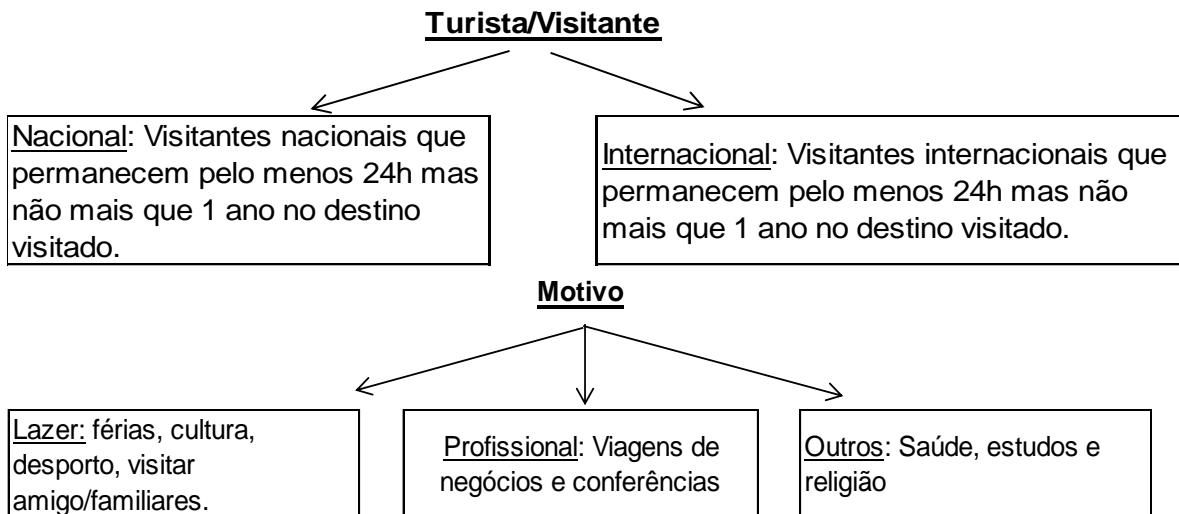 Turista/Visitante
Nacional: Visitantes nacionais que
permanecem pelo menos 24h mas
não mais que 1 ano no destino
visitado.
Internacional: Visitantes internacionais que
permanecem pelo menos 24h mas não
mais que 1 ano no destino visitado.
Motivo
Lazer: férias, cultura,
desporto, visitar
amigo/familiares.
Profissional: Viagens de
negócios e conferências
Outros: Saúde, estudos e
religião